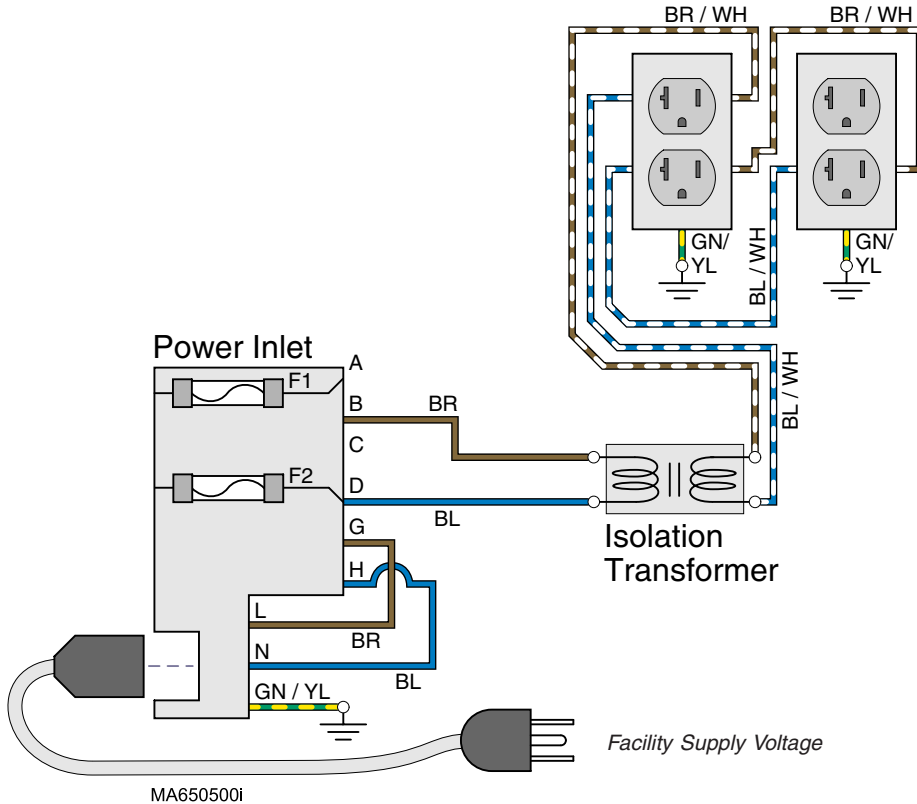 BR / WH
BR / WH
GN/
YL
BL / WH
GN/
YL
Power Inlet
A
F1
B
BR
C
BL / WH
F2
D
BL
G
Isolation
Transformer
H
L
BR
N
BL
GN / YL
Facility Supply Voltage
MA650500i